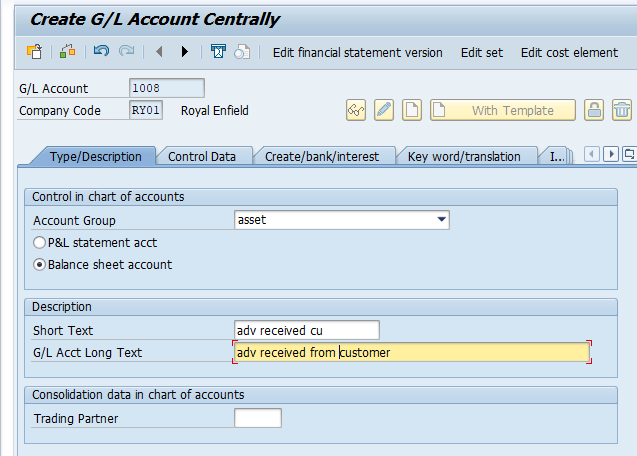 Create G/L Account Centrally
Edit financial statement version Edit set Edit cost element
G/L Account 1008
Company Code RY01 Royal Enfield With Template
Type/Description Control Data Create/bank/interest Key word/translation I...
Control in chart of accounts
Account Group asset
P&L statement acct
Balance sheet account
Description
Short Text adv received cu
G/L Acct Long Text adv received from customer
Consolidation data in chart of accounts
Trading Partner